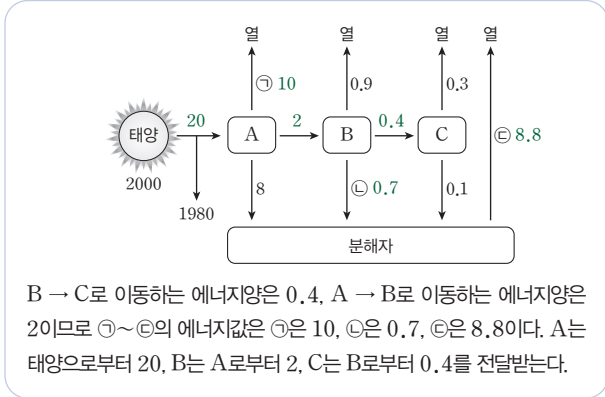 열 열 열 열
㉠ 10 0.9 0.3
20 2 0.4
태양 A B C ㉢ 8.8
2000
8 ㉡ 0.7 0.1
1980
분해자
B → C로 이동하는 에너지양은 0.4, A → B로 이동하는 에너지양은
2이므로 ㉠~㉢의 에너지값은 ㉠은 10, ㉡은 0.7, ㉢은 8.8이다. A는
태양으로부터 20, B는 A로부터 2, C는 B로부터 0.4를 전달받는다.